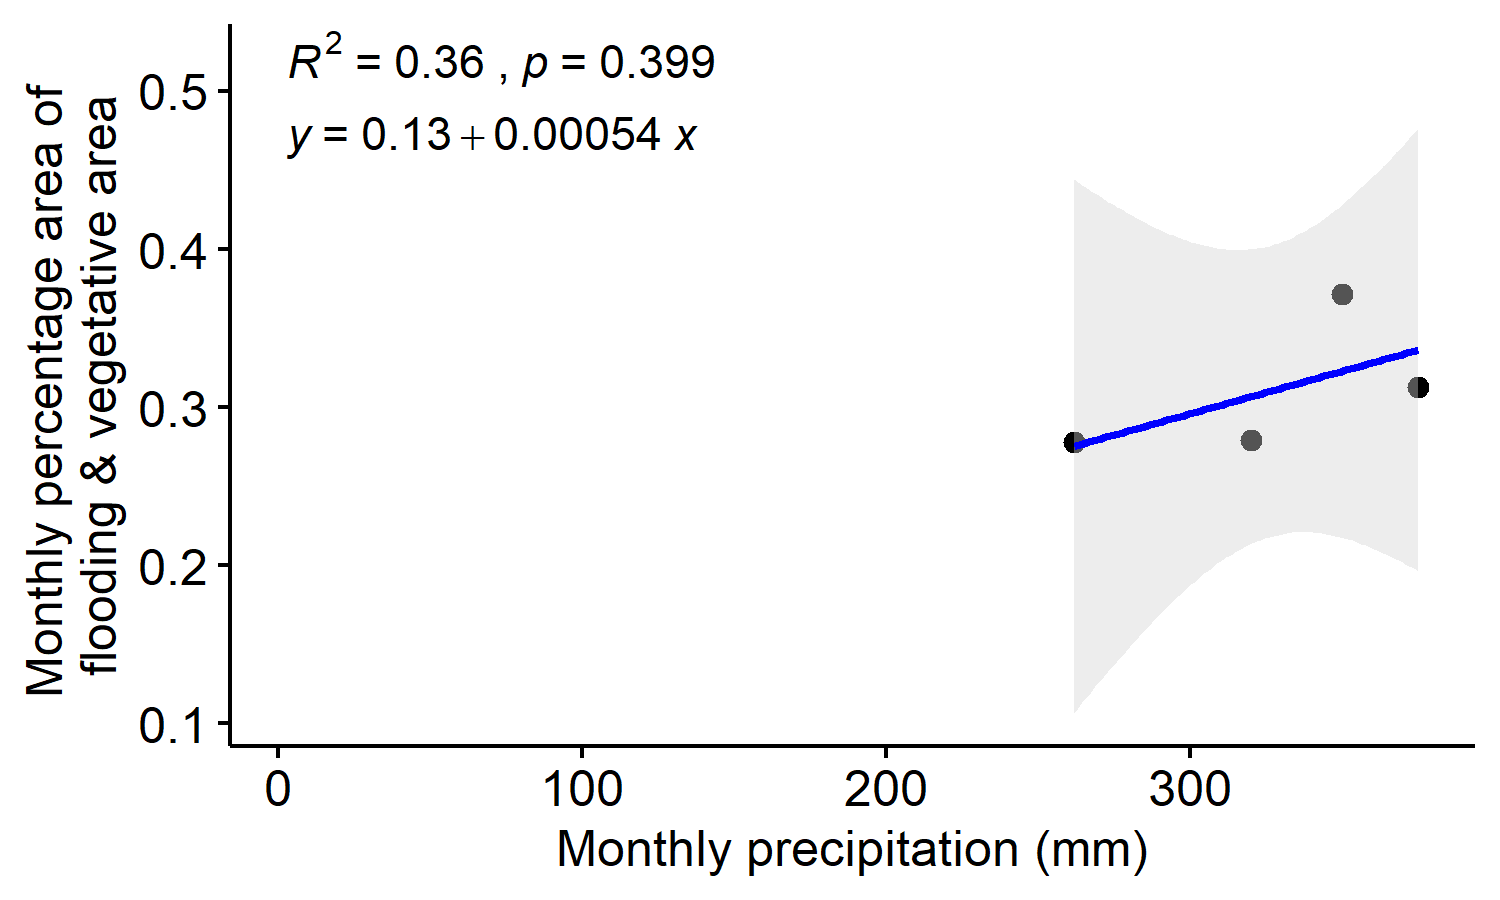 R² = 0.36 , p = 0.399
y = 0.13 + 0.00054 x
Monthly percentage area of
flooding & vegetative area
0.5
0.4
0.3
0.2
0.1
0 100 200 300
Monthly precipitation (mm)